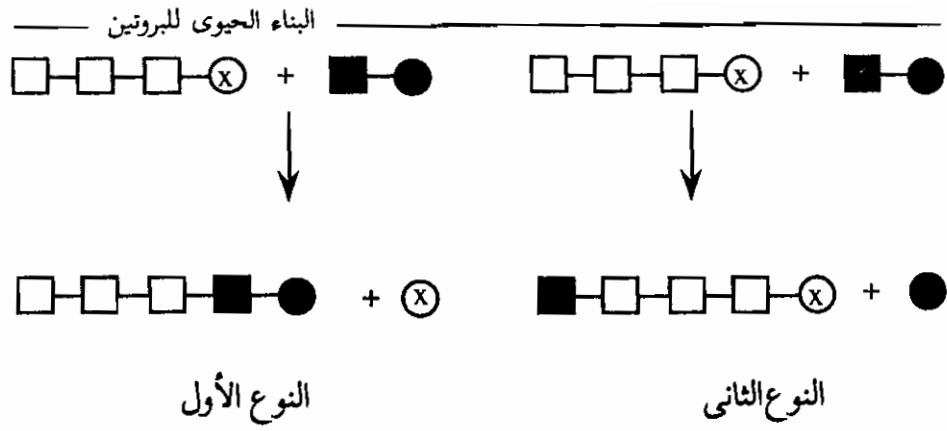 البناء الحيوى للبروتين
x + x +
+ x x +
النوع الأول النوع الثانى